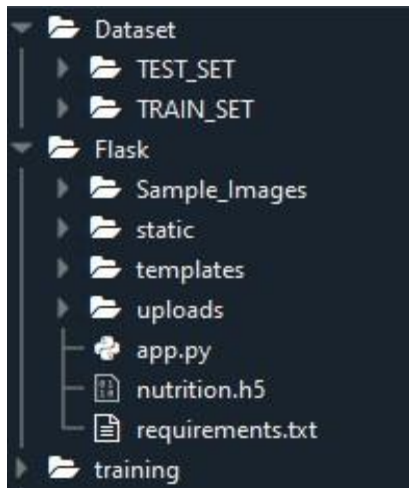 Dataset
TEST_SET
TRAIN_SET
Flask
Sample_Images
static
templates
uploads
app.py
nutrition.h5
requirements.txt
training